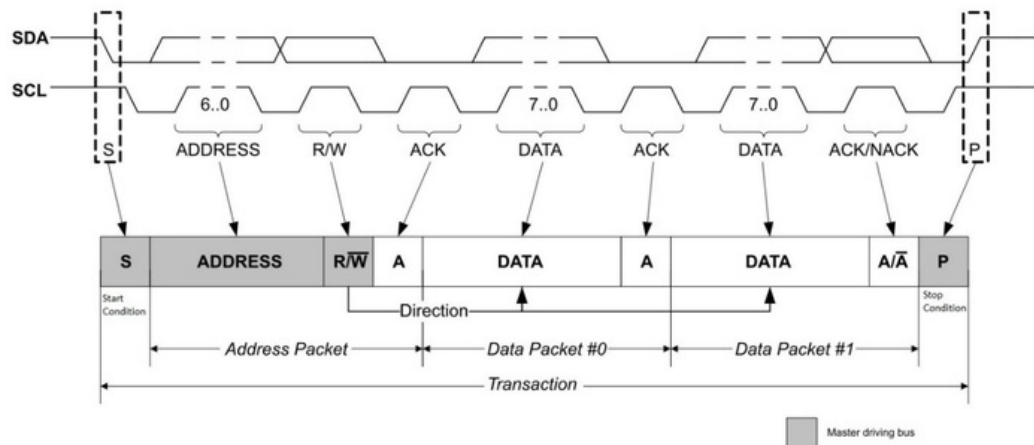 SDA
SCL
6..0 7..0 7..0
S ADDRESS R/W ACK DATA ACK DATA ACK/NACK P
S ADDRESS R/W̅ A DATA A DATA A/A̅ P
Start
Condition
Stop
Condition
Direction
Address Packet Data Packet #0 Data Packet #1
Transaction
Master driving bus